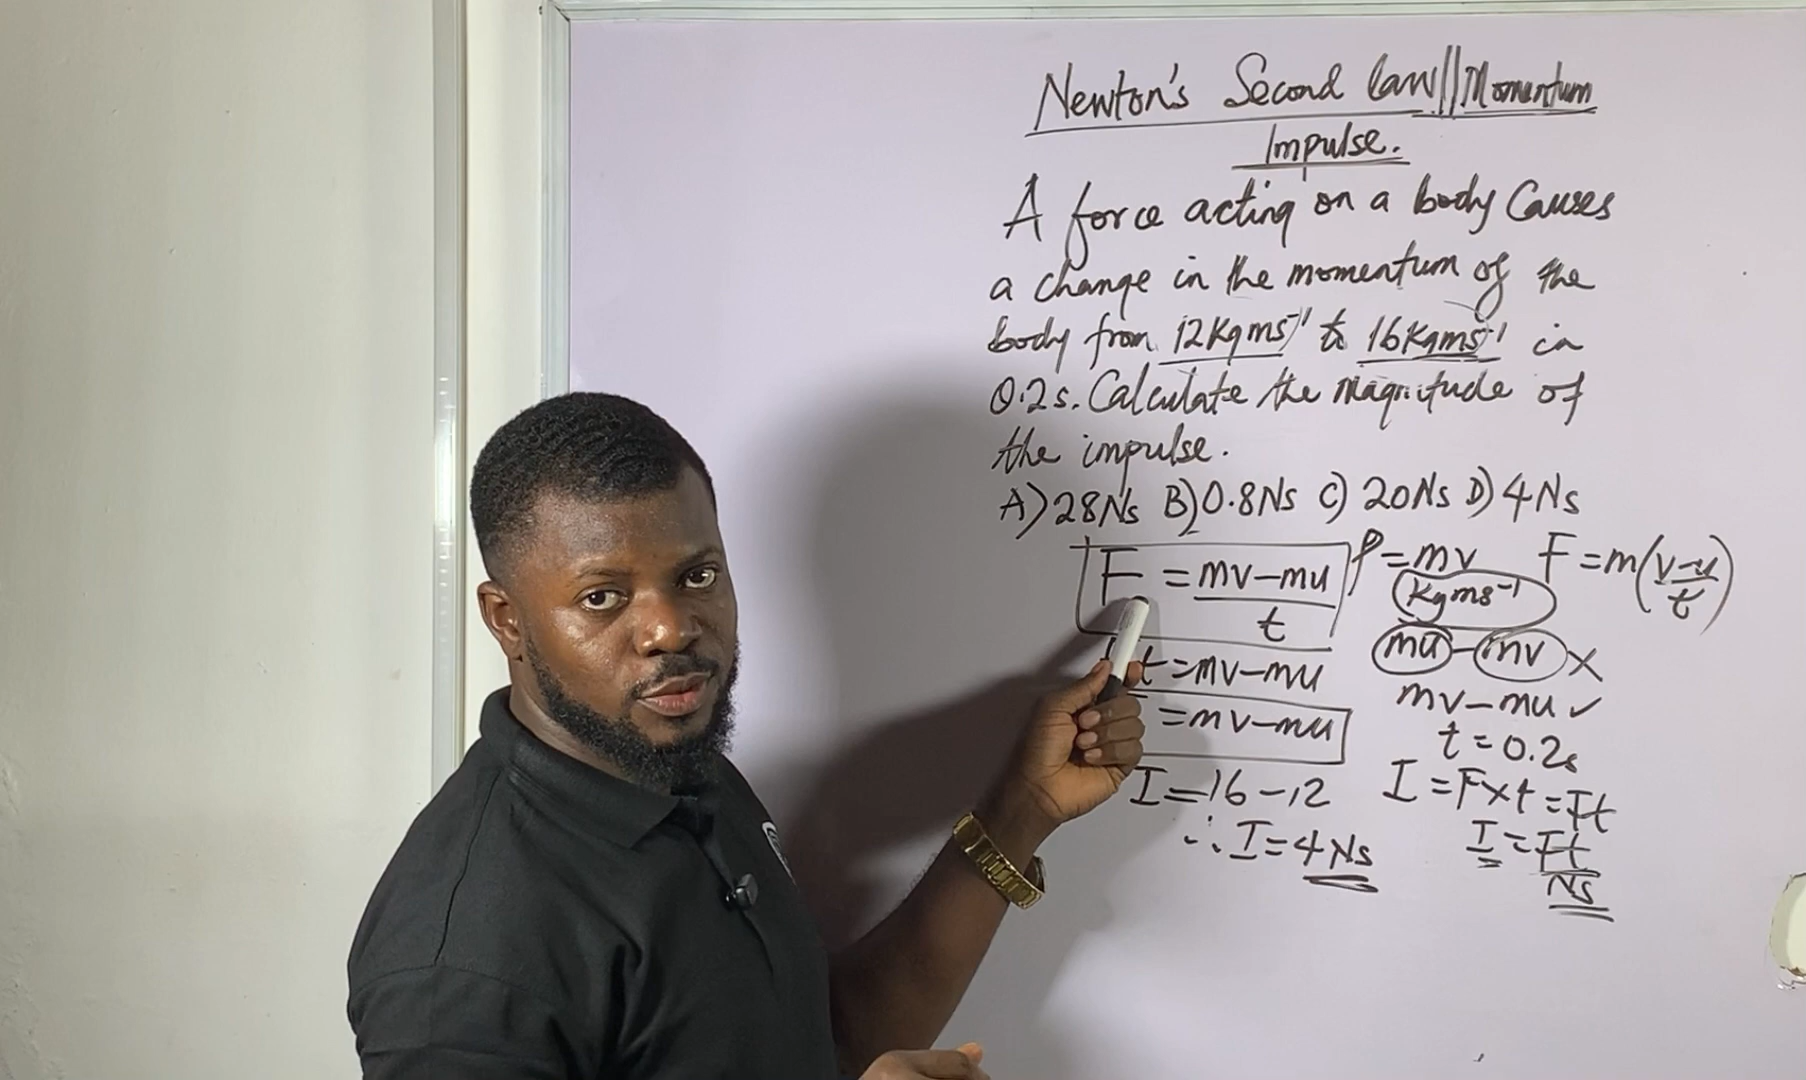 Newton's Second law||Momentum
Impulse.
A force acting on a body Causes
a change in the momentum of the
body from 12kgms⁻¹ to 16kgms⁻¹ in
0.2s. Calculate the magnitude of
the impulse.
A) 28Ns B) 0.8Ns C) 20Ns D) 4Ns
F = mv-mu/t
t = mv-mu
= mv-mu
I = 16-12
∴ I = 4Ns
P = mv
kgms⁻¹
mu - mv ×
mv - mu ✓
t = 0.2s
I = F×t = Ft
I = Ft
Ns
F = m(v-u/t)